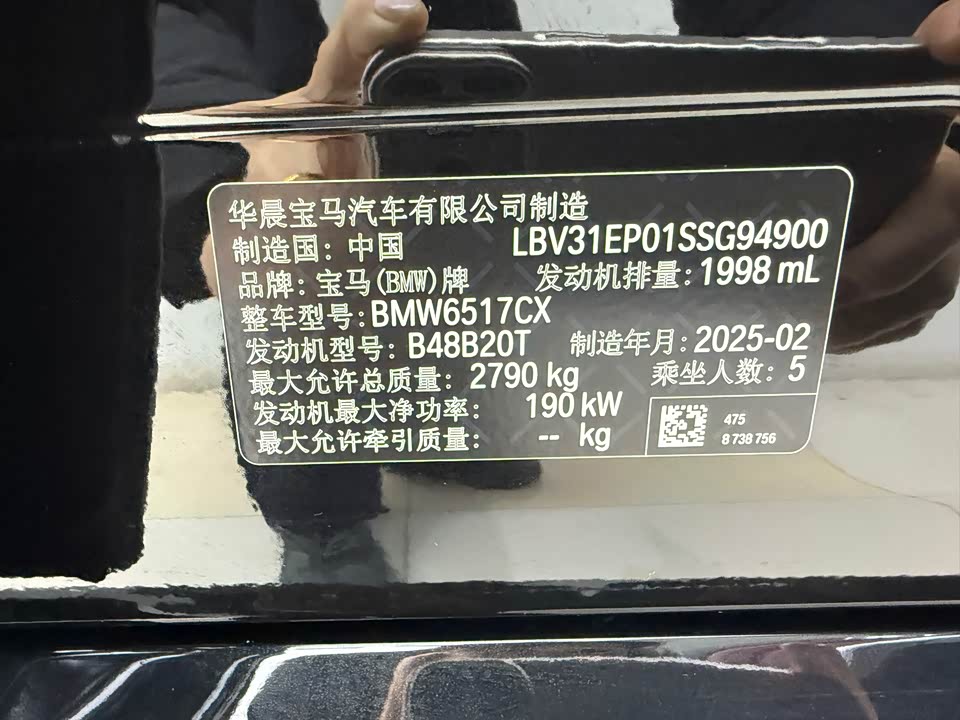 华晨宝马汽车有限公司制造
制造国：中国 LBV31EP01SSG94900
品牌：宝马(BMW)牌 发动机排量：1998 mL
整车型号：BMW6517CX
发动机型号：B48B20T 制造年月：2025-02
最大允许总质量：2790 kg 乘坐人数：5
发动机最大净功率：190 kW
最大允许牵引质量：-- kg
475
8 738 756